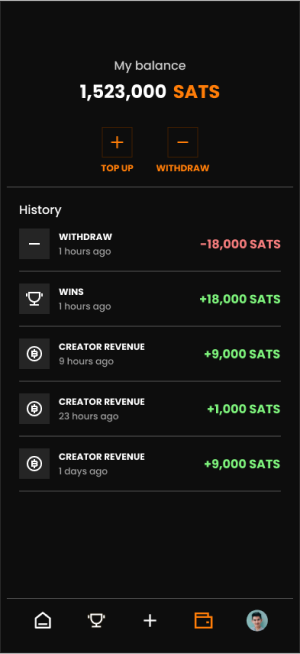 My balance
1,523,000 SATS
TOP UP
WITHDRAW
History
WITHDRAW
1 hours ago
-18,000 SATS
WINS
1 hours ago
+18,000 SATS
CREATOR REVENUE
9 hours ago
+9,000 SATS
CREATOR REVENUE
23 hours ago
+1,000 SATS
CREATOR REVENUE
1 days ago
+9,000 SATS